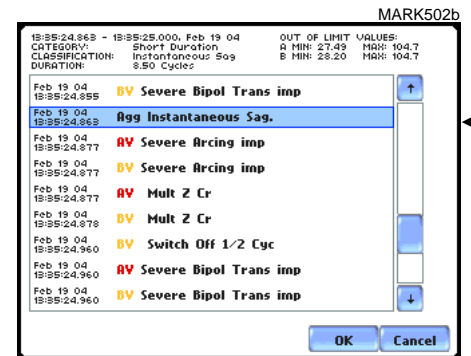 MARK502b
13:35:24.863 - 13:35:25.000, Feb 19 04 OUT OF LIMIT VALUES:
CATEGORY: Short Duration A MIN: 27.49 MAX: 104.7
CLASSIFICATION: Instantaneous Sag B MIN: 28.20 MAX: 104.7
DURATION: 8.50 Cycles
Feb 19 04
13:35:24.855 BV Severe Bipol Trans imp
Feb 19 04
13:35:24.863 Agg Instantaneous Sag.
Feb 19 04
13:35:24.877 AV Severe Arcing imp
Feb 19 04
13:35:24.877 BV Severe Arcing imp
Feb 19 04
13:35:24.877 AV Mult Z Cr
Feb 19 04
13:35:24.878 BV Mult Z Cr
Feb 19 04
13:35:24.960 BV Switch Off 1/2 Cyc
Feb 19 04
13:35:24.960 AV Severe Bipol Trans imp
Feb 19 04
13:35:24.960 BV Severe Bipol Trans imp
OK Cancel